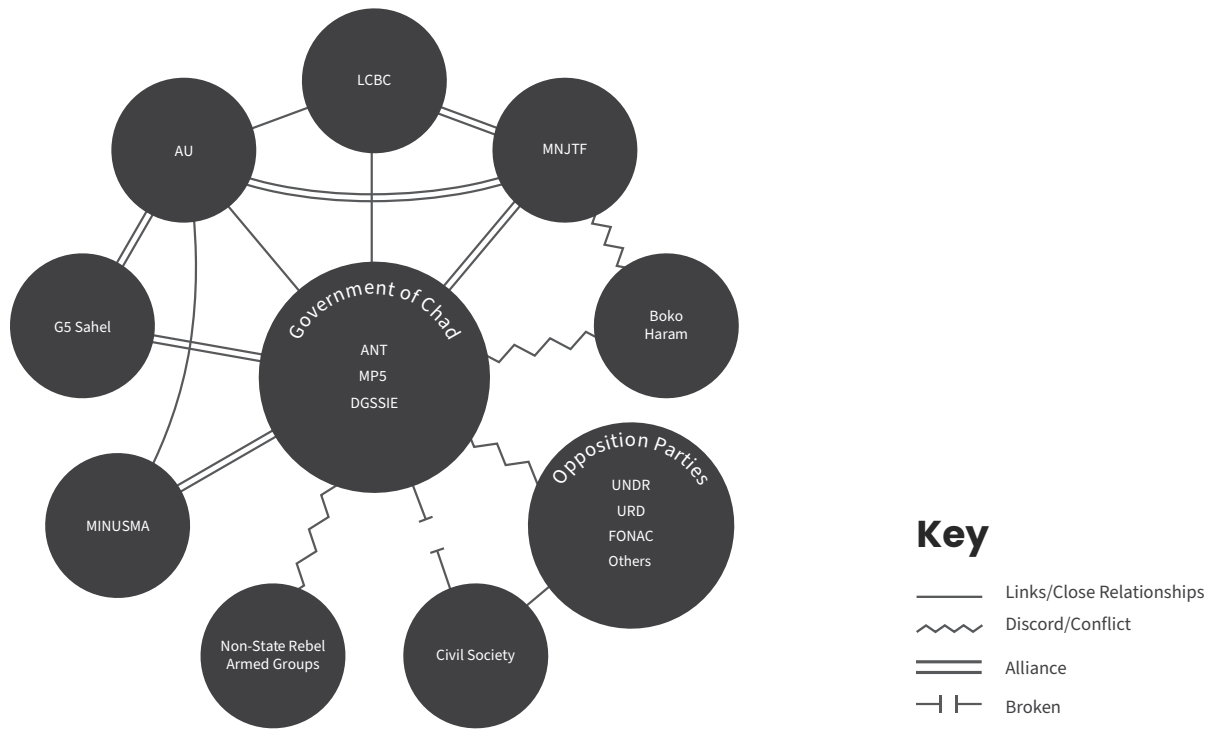 LCBC
AU
MNJTF
G5 Sahel
Government of Chad
ANT
MP5
DGSSIE
Boko
Haram
Opposition Parties
UNDR
URD
FONAC
Others
MINUSMA
Non-State Rebel
Armed Groups
Civil Society
Key
Links/Close Relationships
Discord/Conflict
Alliance
Broken